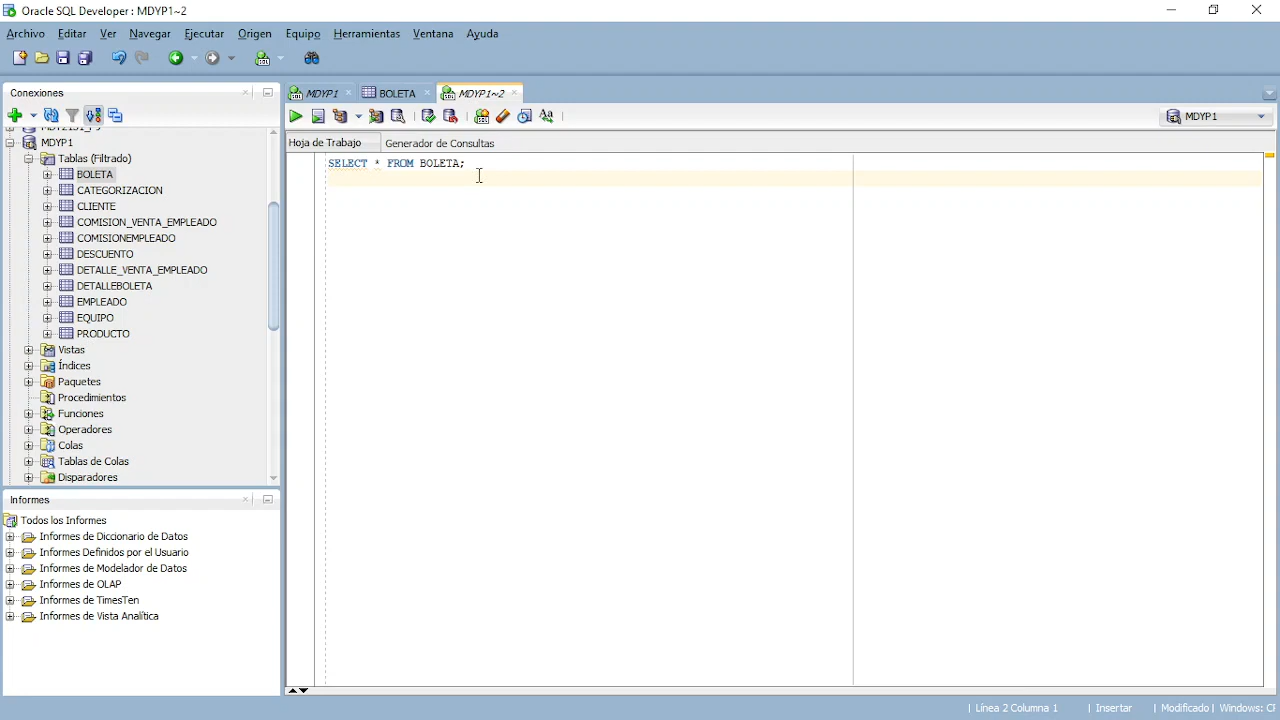 Oracle SQL Developer : MDYP1~2
Archivo Editar Ver Navegar Ejecutar Origen Equipo Herramientas Ventana Ayuda
Conexiones
MDYP1 BOLETA MDYP1~2
MDYP1
Hoja de Trabajo Generador de Consultas
SELECT * FROM BOLETA;
MDYP1
Tablas (Filtrado)
BOLETA
CATEGORIZACION
CLIENTE
COMISION_VENTA_EMPLEADO
COMISIONEMPLEADO
DESCUENTO
DETALLE_VENTA_EMPLEADO
DETALLEBOLETA
EMPLEADO
EQUIPO
PRODUCTO
Vistas
Índices
Paquetes
Procedimientos
Funciones
Operadores
Colas
Tablas de Colas
Disparadores
Informes
Todos los Informes
Informes de Diccionario de Datos
Informes Definidos por el Usuario
Informes de Modelador de Datos
Informes de OLAP
Informes de TimesTen
Informes de Vista Analítica
| Línea 2 Columna 1 | Insertar | Modificado | Windows: CF